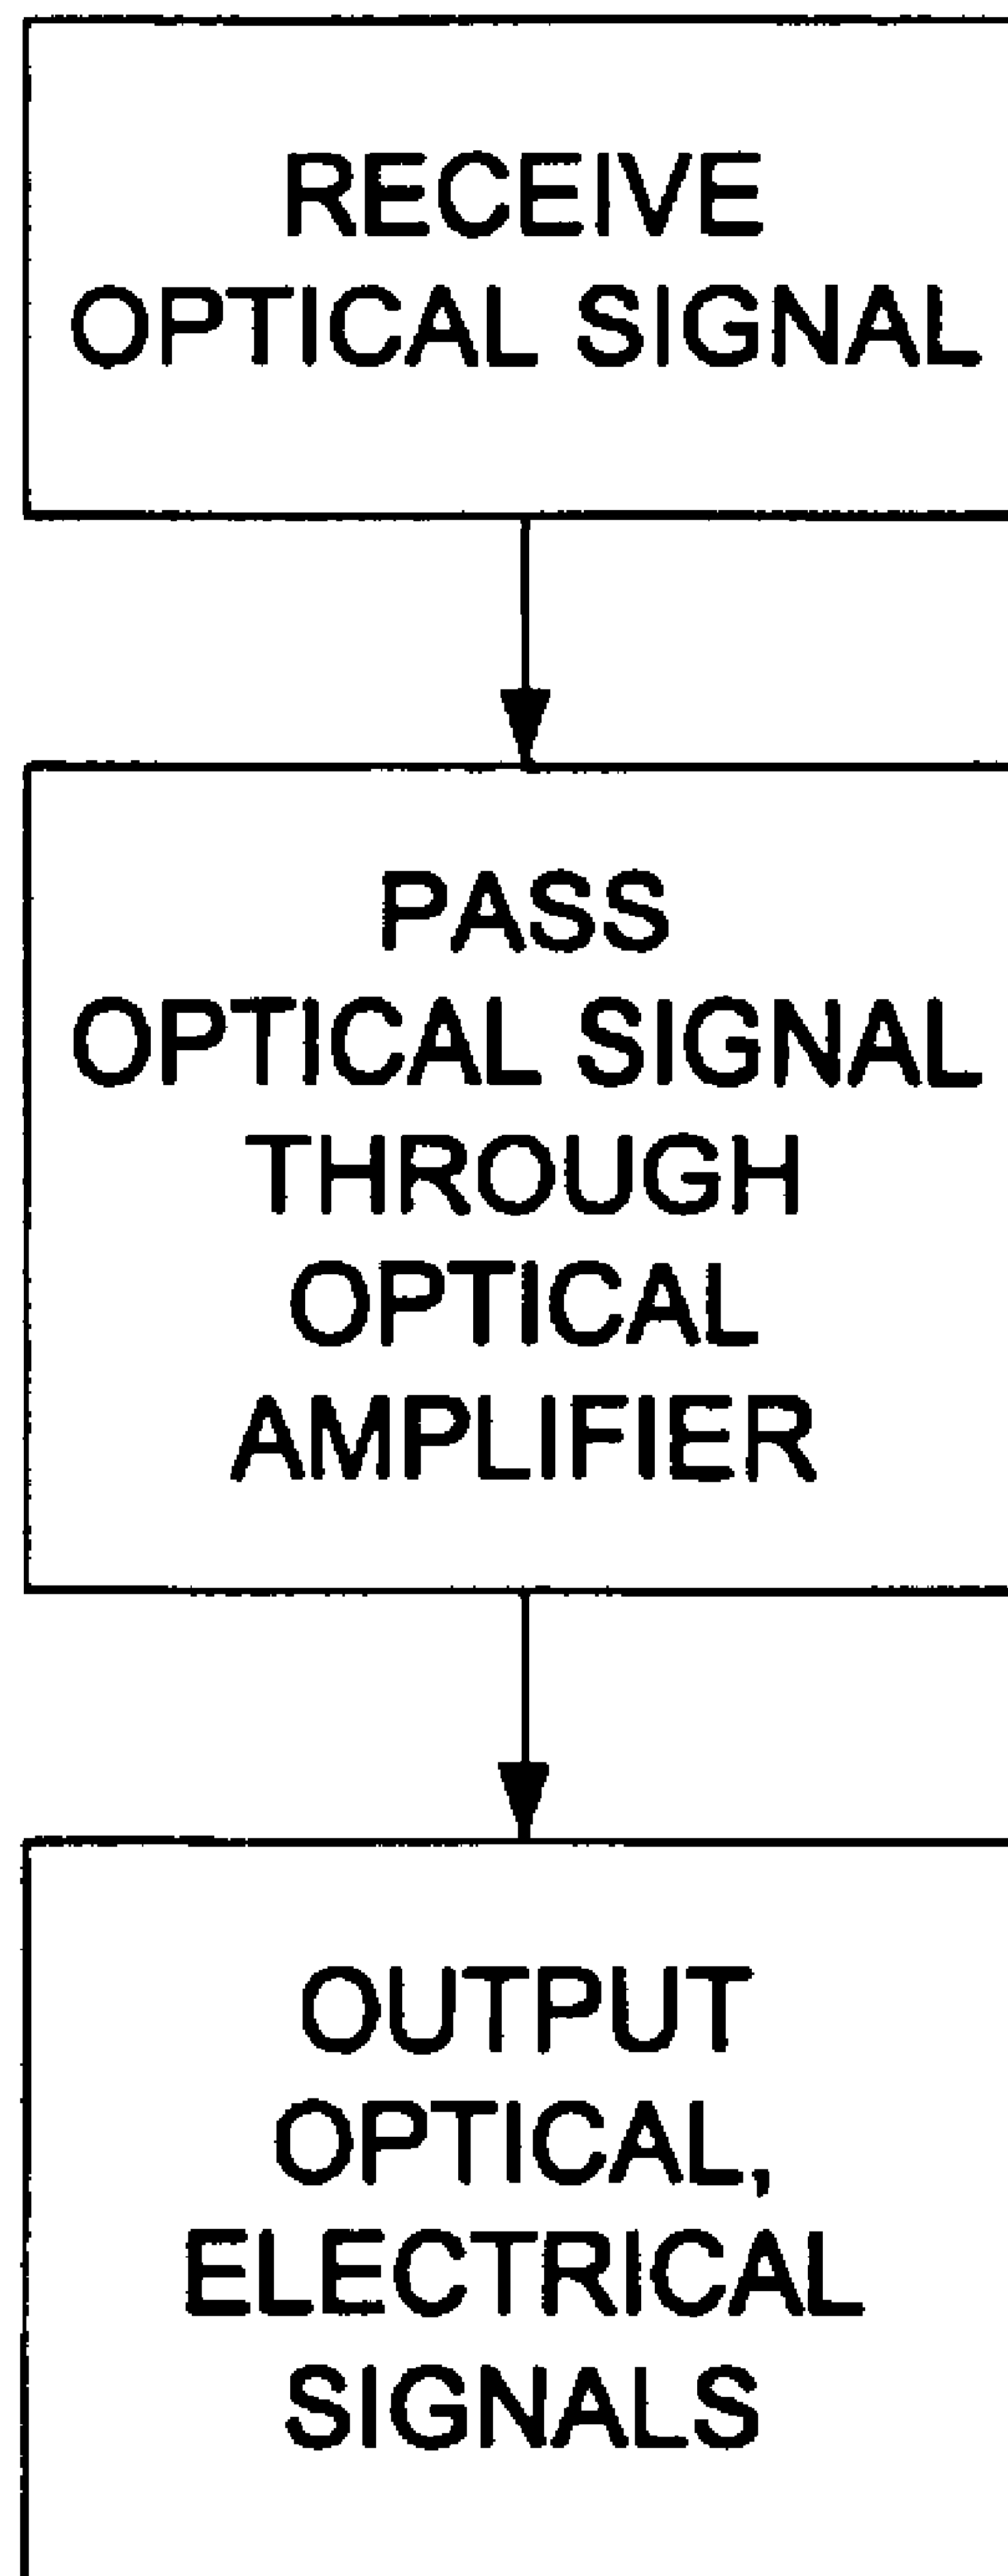 RECEIVE
OPTICAL SIGNAL
PASS
OPTICAL SIGNAL
THROUGH
OPTICAL
AMPLIFIER
OUTPUT
OPTICAL,
ELECTRICAL
SIGNALS